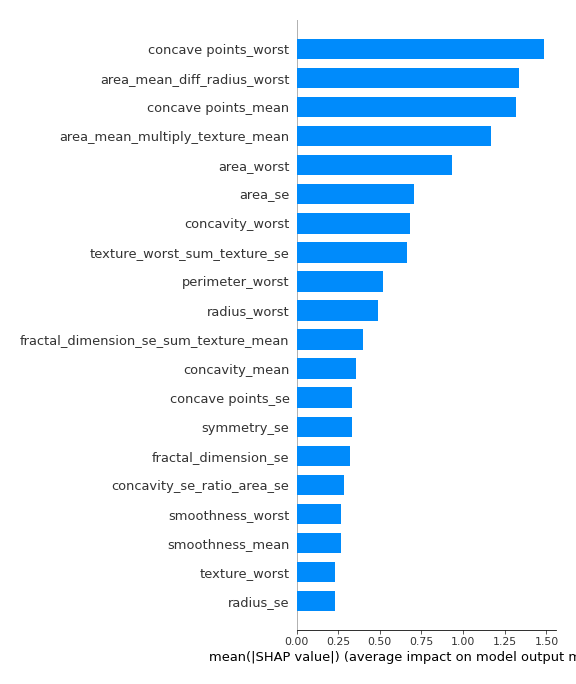 concave points_worst
area_mean_diff_radius_worst
concave points_mean
area_mean_multiply_texture_mean
area_worst
area_se
concavity_worst
texture_worst_sum_texture_se
perimeter_worst
radius_worst
fractal_dimension_se_sum_texture_mean
concavity_mean
concave points_se
symmetry_se
fractal_dimension_se
concavity_se_ratio_area_se
smoothness_worst
smoothness_mean
texture_worst
radius_se
0.00 0.25 0.50 0.75 1.00 1.25 1.50
mean(|SHAP value|) (average impact on model output m